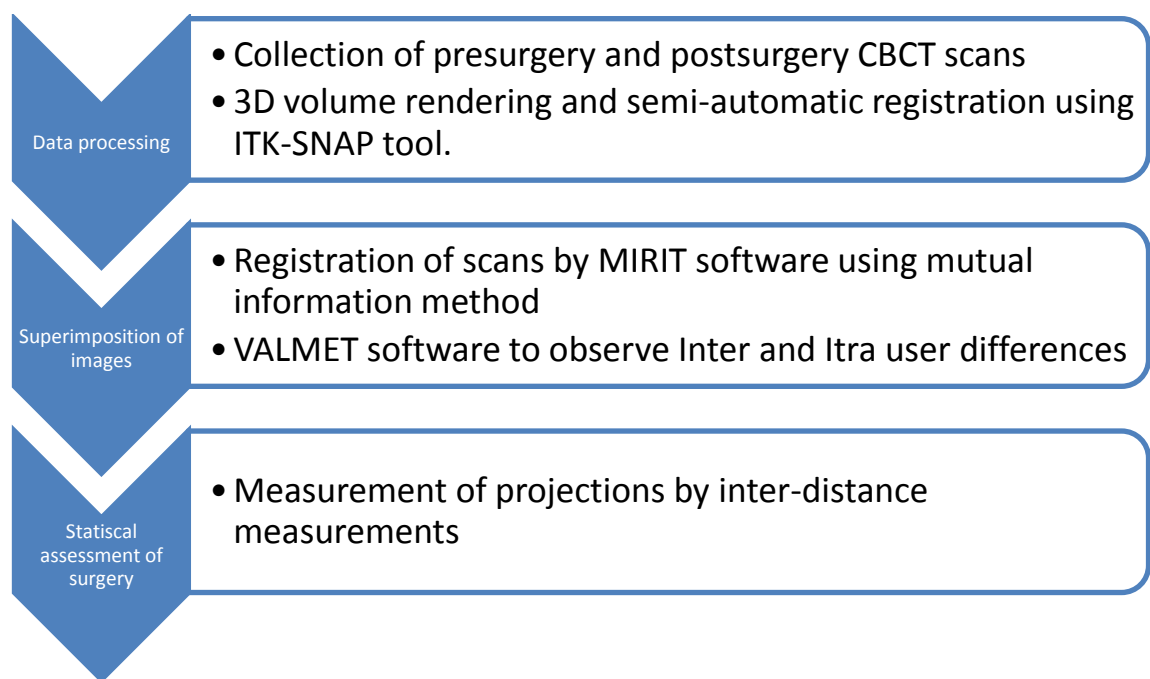 Data processing
• Collection of presurgery and postsurgery CBCT scans
• 3D volume rendering and semi-automatic registration using
ITK-SNAP tool.
Superimposition of
images
• Registration of scans by MIRIT software using mutual
information method
• VALMET software to observe Inter and Itra user differences
Statiscal
assessment of
surgery
• Measurement of projections by inter-distance
measurements